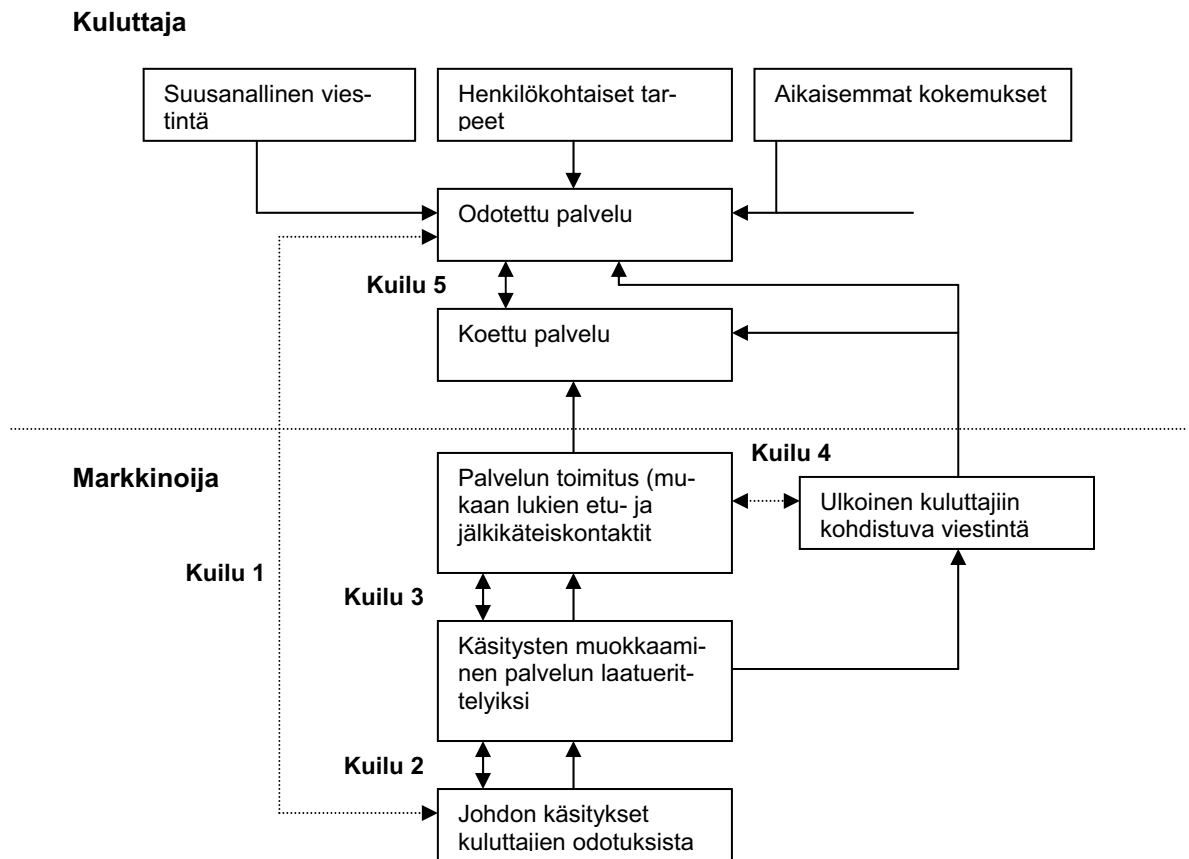 Kuluttaja
Suusanallinen vies-
tintä
Henkilökohtaiset tar-
peet
Aikaisemmat kokemukset
Odotettu palvelu
Kuilu 5
Koettu palvelu
Kuilu 4
Markkinoija
Palvelun toimitus (mu-
kaan lukien etu- ja
jälkikäteiskontaktit
Ulkoinen kuluttajiin
kohdistuva viestintä
Kuilu 1
Kuilu 3
Käsitysten muokkaami-
nen palvelun laatuerit-
telyiksi
Kuilu 2
Johdon käsitykset
kuluttajien odotuksista